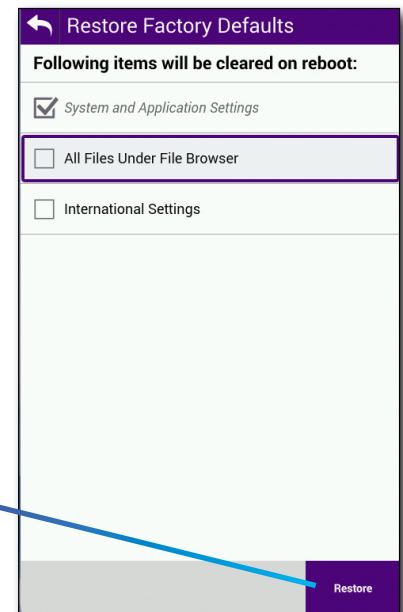 Restore Factory Defaults
Following items will be cleared on reboot:
System and Application Settings
All Files Under File Browser
International Settings
Restore